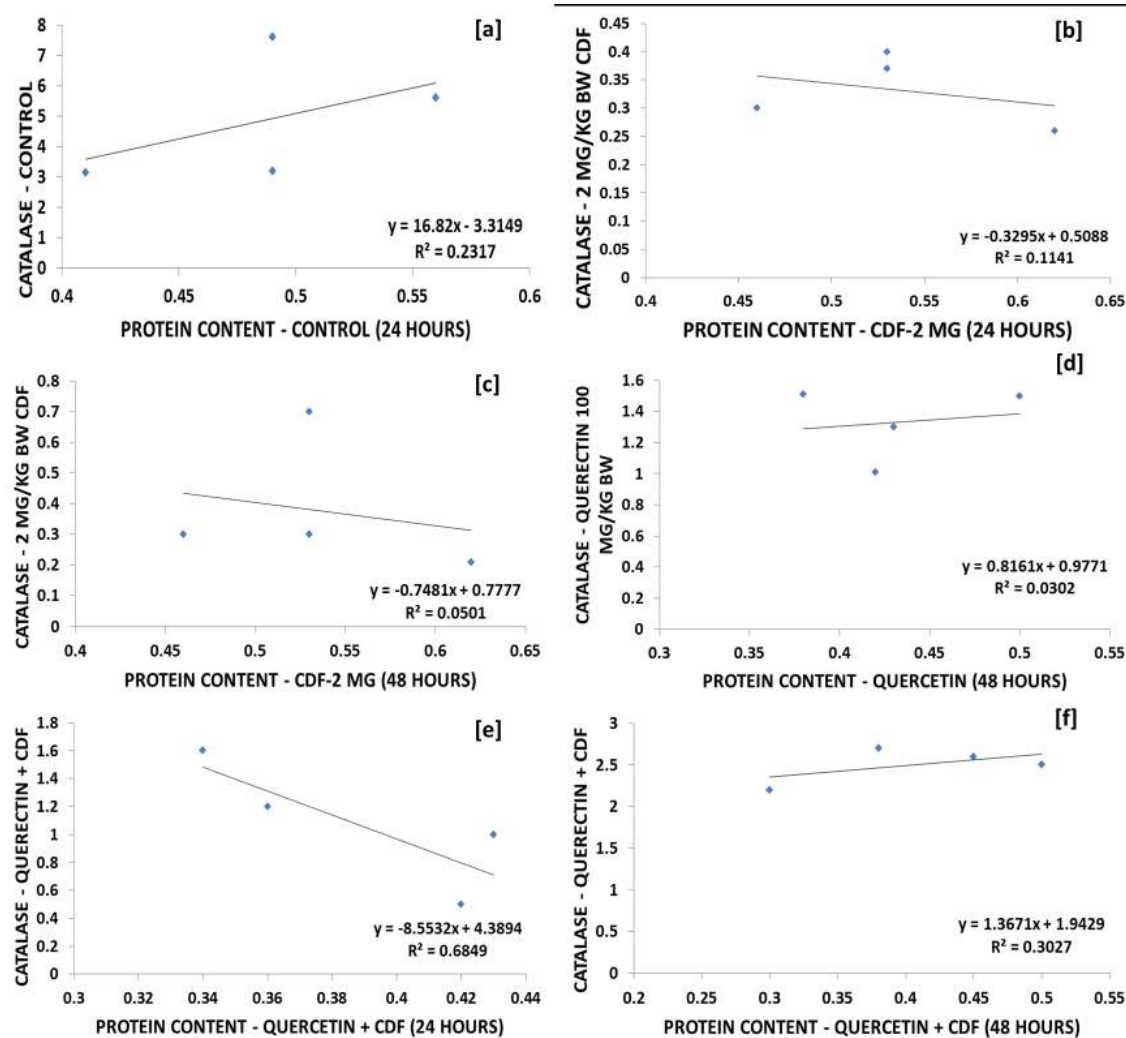 [a]
CATALASE - CONTROL
8
7
6
5
4
3
2
1
0
0.4 0.45 0.5 0.55 0.6
y = 16.82x - 3.3149
R² = 0.2317
PROTEIN CONTENT - CONTROL (24 HOURS)
[b]
CATALASE - 2 MG/KG BW CDF
0.45
0.4
0.35
0.3
0.25
0.2
0.15
0.1
0.05
0
0.4 0.45 0.5 0.55 0.6 0.65
y = -0.3295x + 0.5088
R² = 0.1141
PROTEIN CONTENT - CDF-2 MG (24 HOURS)
[c]
CATALASE - 2 MG/KG BW CDF
0.8
0.7
0.6
0.5
0.4
0.3
0.2
0.1
0
0.4 0.45 0.5 0.55 0.6 0.65
y = -0.7481x + 0.7777
R² = 0.0501
PROTEIN CONTENT - CDF-2 MG (48 HOURS)
[d]
CATALASE - QUERECTIN 100
MG/KG BW
1.6
1.4
1.2
1
0.8
0.6
0.4
0.2
0
0.3 0.35 0.4 0.45 0.5 0.55
y = 0.8161x + 0.9771
R² = 0.0302
PROTEIN CONTENT - QUERCETIN (48 HOURS)
[e]
CATALASE - QUERECTIN + CDF
1.8
1.6
1.4
1.2
1
0.8
0.6
0.4
0.2
0
0.3 0.32 0.34 0.36 0.38 0.4 0.42 0.44
y = -8.5532x + 4.3894
R² = 0.6849
PROTEIN CONTENT - QUERCETIN + CDF (24 HOURS)
[f]
CATALASE - QUERECTIN + CDF
3
2.5
2
1.5
1
0.5
0
0.2 0.25 0.3 0.35 0.4 0.45 0.5 0.55
y = 1.3671x + 1.9429
R² = 0.3027
PROTEIN CONTENT - QUERCETIN + CDF (48 HOURS)